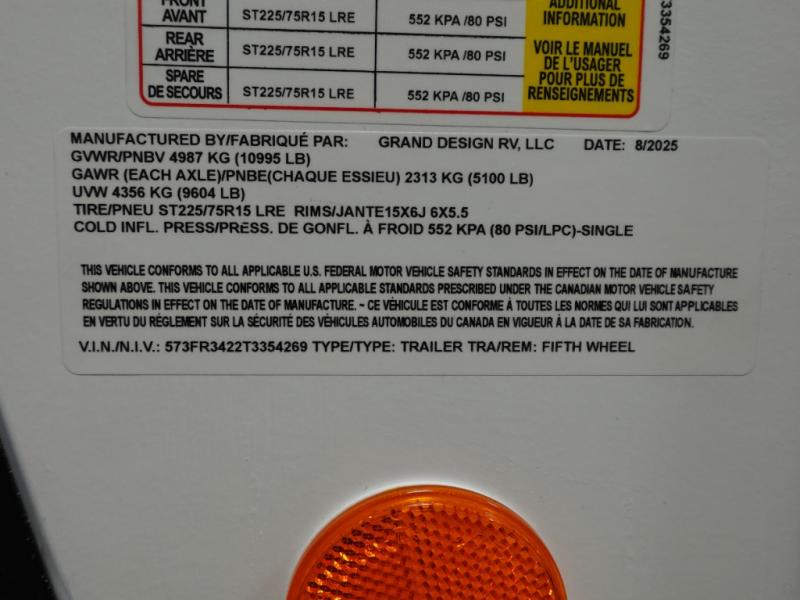 FRONT
AVANT ST225/75R15 LRE 552 KPA /80 PSI
ADDITIONAL
INFORMATION
REAR
ARRIÈRE ST225/75R15 LRE 552 KPA /80 PSI
SPARE
DE SECOURS ST225/75R15 LRE 552 KPA /80 PSI
VOIR LE MANUEL
DE L'USAGER
POUR PLUS DE
RENSEIGNEMENTS
3354269
MANUFACTURED BY/FABRIQUÉ PAR: GRAND DESIGN RV, LLC DATE: 8/2025
GVWR/PNBV 4987 KG (10995 LB)
GAWR (EACH AXLE)/PNBE(CHAQUE ESSIEU) 2313 KG (5100 LB)
UVW 4356 KG (9604 LB)
TIRE/PNEU ST225/75R15 LRE RIMS/JANTE15X6J 6X5.5
COLD INFL. PRESS/PRESS. DE GONFL. À FROID 552 KPA (80 PSI/LPC)-SINGLE
THIS VEHICLE CONFORMS TO ALL APPLICABLE U.S. FEDERAL MOTOR VEHICLE SAFETY STANDARDS IN EFFECT ON THE DATE OF MANUFACTURE
SHOWN ABOVE. THIS VEHICLE CONFORMS TO ALL APPLICABLE STANDARDS PRESCRIBED UNDER THE CANADIAN MOTOR VEHICLE SAFETY
REGULATIONS IN EFFECT ON THE DATE OF MANUFACTURE. ~ CE VÉHICULE EST CONFORME À TOUTES LES NORMES QUI LUI SONT APPLICABLES
EN VERTU DU RÈGLEMENT SUR LA SÉCURITÉ DES VÉHICULES AUTOMOBILES DU CANADA EN VIGUEUR À LA DATE DE SA FABRICATION.
V.I.N./N.I.V.: 573FR3422T3354269 TYPE/TYPE: TRAILER TRA/REM: FIFTH WHEEL